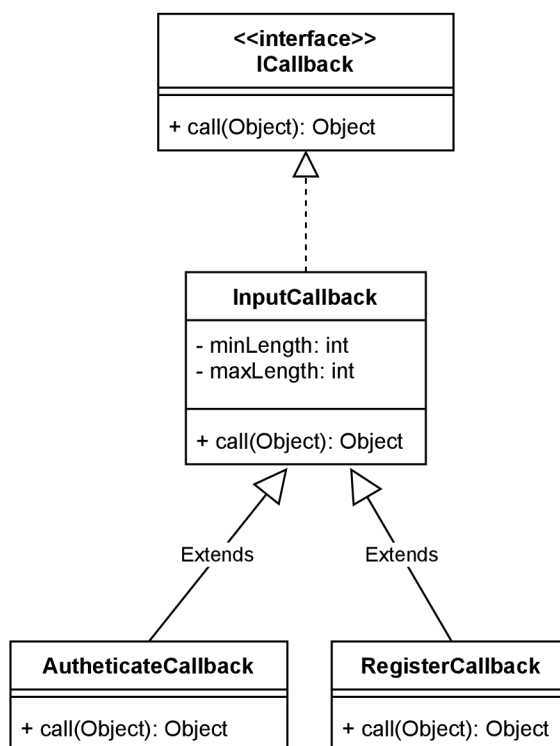 <<interface>>
ICallback
+ call(Object): Object
InputCallback
- minLength: int
- maxLength: int
+ call(Object): Object
Extends
Extends
AutheticateCallback
RegisterCallback
+ call(Object): Object
+ call(Object): Object